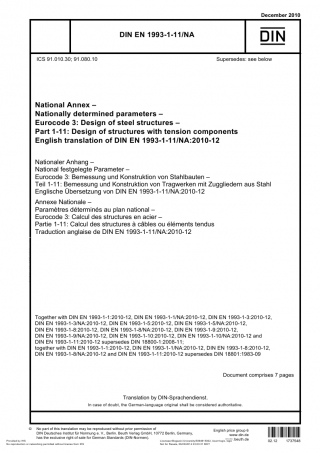 December 2010
DIN EN 1993-1-11/NA
DIN
ICS 91.010.30; 91.080.10
Supersedes: see below
National Annex –
Nationally determined parameters –
Eurocode 3: Design of steel structures –
Part 1-11: Design of structures with tension components
English translation of DIN EN 1993-1-11/NA:2010-12
Nationaler Anhang –
National festgelegte Parameter –
Eurocode 3: Bemessung und Konstruktion von Stahlbauten –
Teil 1-11: Bemessung und Konstruktion von Tragwerken mit Zuggliedern aus Stahl
Englische Übersetzung von DIN EN 1993-1-11/NA:2010-12
Annexe Nationale –
Paramètres déterminés au plan national –
Eurocode 3: Calcul des structures en acier –
Partie 1-11: Calcul des structures à câbles ou éléments tendus
Traduction anglaise de DIN EN 1993-1-11/NA:2010-12
Together with DIN EN 1993-1-1:2010-12, DIN EN 1993-1-1/NA:2010-12, DIN EN 1993-1-3:2010-12,
DIN EN 1993-1-3/NA:2010-12, DIN EN 1993-1-5:2010-12, DIN EN 1993-1-5/NA:2010-12,
DIN EN 1993-1-8:2010-12, DIN EN 1993-1-8/NA:2010-12, DIN EN 1993-1-9:2010-12,
DIN EN 1993-1-9/NA:2010-12, DIN EN 1993-1-10:2010-12, DIN EN 1993-1-10/NA:2010-12 and
DIN EN 1993-1-11:2010-12 supersedes DIN 18800-1:2008-11;
together with DIN EN 1993-1-1:2010-12, DIN EN 1993-1-1/NA:2010-12, DIN EN 1993-1-8:2010-12,
DIN EN 1993-1-8/NA:2010-12 and DIN EN 1993-1-11:2010-12 supersedes DIN 18801:1983-09
Document comprises 7 pages
Translation by DIN-Sprachendienst.
In case of doubt, the German-language original shall be considered authoritative.
© No part of this translation may be reproduced without prior permission of
DIN Deutsches Institut für Normung e. V., Berlin. Beuth Verlag GmbH, 10772 Berlin, Germany,
has the exclusive right of sale for German Standards (DIN-Normen).
English price group 6
www.din.de
www.beuth.de